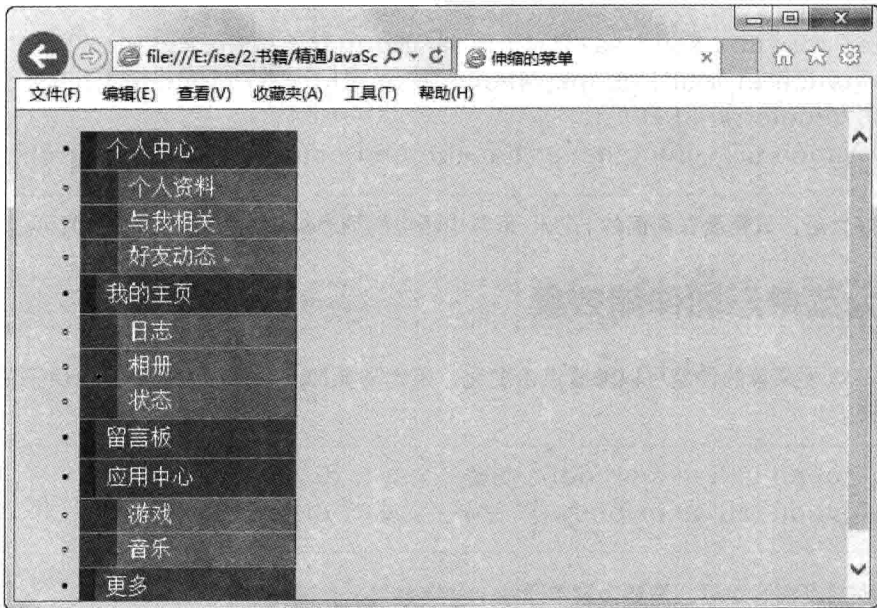 file:///E:/ise/2.书籍/精通JavaSc
伸缩的菜单
文件(F) 编辑(E) 查看(V) 收藏夹(A) 工具(T) 帮助(H)
个人中心
个人资料
与我相关
好友动态
我的主页
日志
相册
状态
留言板
应用中心
游戏
音乐
更多